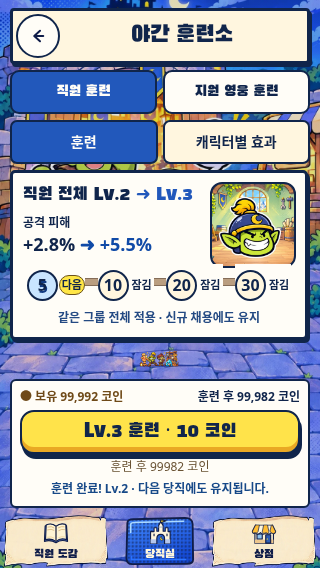 야간 훈련소
직원 훈련
지원 영웅 훈련
훈련
캐릭터별 효과
직원 전체 Lv.2 → Lv.3
공격 피해
+2.8% → +5.5%
5 다음 10 잠김 20 잠김 30 잠김
같은 그룹 전체 적용 · 신규 채용에도 유지
보유 99,992 코인
훈련 후 99,982 코인
Lv.3 훈련 · 10 코인
훈련 후 99982 코인
훈련 완료! Lv.2 · 다음 당직에도 유지됩니다.
직원 도감
당직실
상점